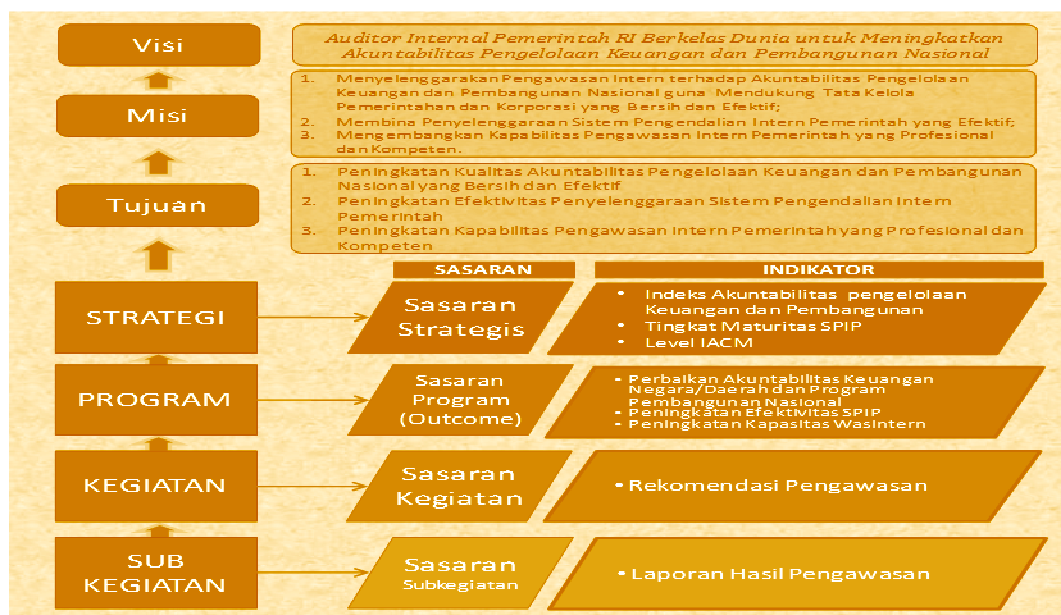 Visi
Auditor Internal Pemerintah RI Berkelas Dunia untuk Meningkatkan
Akuntabilitas Pengelolaan Keuangan dan Pembangunan Nasional
Misi
1. Menyelenggarakan Pengawasan Intern terhadap Akuntabilitas Pengelolaan
Keuangan dan Pembangunan Nasional guna Mendukung Tata Kelola
Pemerintahan dan Korporasi yang Bersih dan Efektif;
2. Membina Penyelenggaraan Sistem Pengendalian Intern Pemerintah yang Efektif;
3. Mengembangkan Kapabilitas Pengawasan Intern Pemerintah yang Profesional
dan Kompeten.
Tujuan
1. Peningkatan Kualitas Akuntabilitas Pengelolaan Keuangan dan Pembangunan
Nasional yang Bersih dan Efektif
2. Peningkatan Efektivitas Penyelenggaraan Sistem Pengendalian Intern
Pemerintah
3. Peningkatan Kapabilitas Pengawasan Intern Pemerintah yang Profesional dan
Kompeten
SASARAN
INDIKATOR
STRATEGI
Sasaran
Strategis
• Indeks Akuntabilitas pengelolaan
Keuangan dan Pembangunan
• Tingkat Maturitas SPIP
• Level IACM
PROGRAM
Sasaran
Program
(Outcome)
- Perbaikan Akuntabilitas Keuangan
Negara/Daerah dan Program
Pembangunan Nasional
- Peningkatan Efektivitas SPIP
- Peningkatan Kapasitas Wasintern
KEGIATAN
Sasaran
Kegiatan
• Rekomendasi Pengawasan
SUB
KEGIATAN
Sasaran
Subkegiatan
• Laporan Hasil Pengawasan